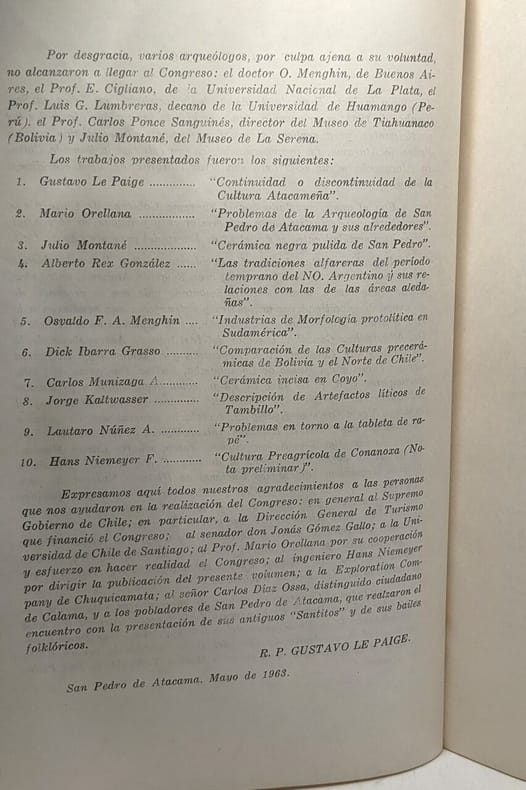 Por desgracia, varios arqueólogos, por culpa ajena a su voluntad,
no alcanzaron a llegar al Congreso: el doctor O. Menghin, de Buenos Ai-
res, el Prof. E. Cigliano, de la Universidad Nacional de La Plata, el
Prof. Luis G. Lumbreras, decano de la Universidad de Huamango (Pe-
rú), el Prof. Carlos Ponce Sanguinés, director del Museo de Tiahuanaco
(Bolivia) y Julio Montané, del Museo de La Serena.
Los trabajos presentados fueron los siguientes:
1. Gustavo Le Paige .............. "Continuidad o discontinuidad de la
Cultura Atacameña".
2. Mario Orellana ................. "Problemas de la Arqueología de San
Pedro de Atacama y sus alrededores".
3. Julio Montané ................... "Cerámica negra pulida de San Pedro".
4. Alberto Rex González ...... "Las tradiciones alfareras del período
temprano del NO. Argentino y sus re-
laciones con las de las áreas aleda-
ñas".
5. Osvaldo F. A. Menghin .... "Industrias de Morfología protolítica en
Sudamérica".
6. Dick Ibarra Grasso .......... "Comparación de las Culturas precerá-
micas de Bolivia y el Norte de Chile".
7. Carlos Munizaga A............ "Cerámica incisa en Coyo".
8. Jorge Kaltwasser .............. "Descripción de Artefactos líticos de
Tambillo".
9. Lautaro Núñez A. ............ "Problemas en torno a la tableta de ra-
pé".
10. Hans Niemeyer F. ............ "Cultura Preagrícola de Conanoxa (No-
ta preliminar)".
Expresamos aquí todos nuestros agradecimientos a las personas
que nos ayudaron en la realización del Congreso: en general al Supremo
Gobierno de Chile; en particular, a la Dirección General de Turismo
que financió el Congreso; al senador don Jonás Gómez Gallo; a la Uni-
versidad de Chile de Santiago; al Prof. Mario Orellana por su cooperación
y esfuerzo en hacer realidad el Congreso; al ingeniero Hans Niemeyer
por dirigir la publicación del presente volumen; a la Exploration Com-
pany de Chuquicamata; al señor Carlos Díaz Ossa, distinguido ciudadano
de Calama, y a los pobladores de San Pedro de Atacama, que realzaron el
encuentro con la presentación de sus antiguos "Santitos" y de sus bailes
folklóricos.
R. P. GUSTAVO LE PAIGE.
San Pedro de Atacama. Mayo de 1963.